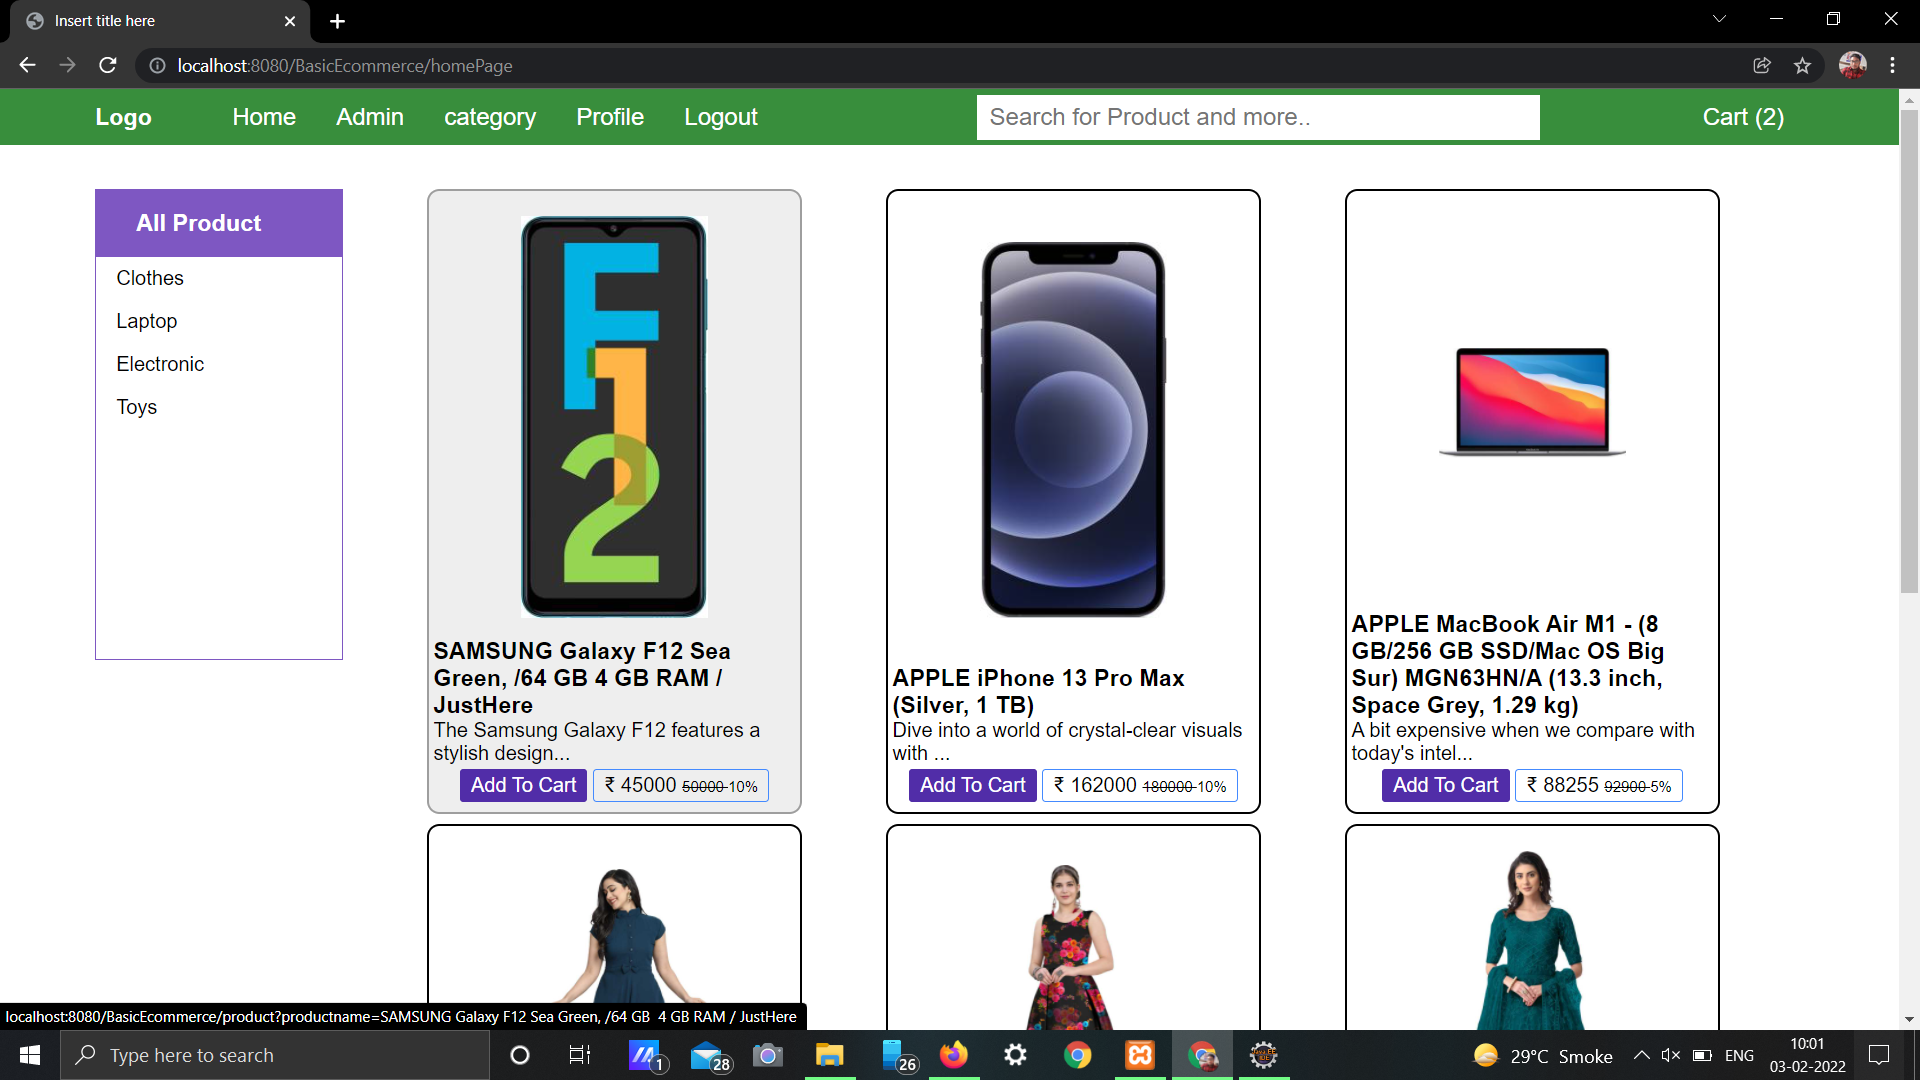 Insert title here
localhost:8080/BasicEcommerce/homePage
Logo Home Admin category Profile Logout Search for Product and more.. Cart (2)
All Product
Clothes
Laptop
Electronic
Toys
F12
SAMSUNG Galaxy F12 Sea
Green, /64 GB 4 GB RAM /
JustHere
The Samsung Galaxy F12 features a
stylish design...
Add To Cart ₹ 45000 50000 -10%
APPLE iPhone 13 Pro Max
(Silver, 1 TB)
Dive into a world of crystal-clear visuals
with ...
Add To Cart ₹ 162000 180000 -10%
APPLE MacBook Air M1 - (8
GB/256 GB SSD/Mac OS Big
Sur) MGN63HN/A (13.3 inch,
Space Grey, 1.29 kg)
A bit expensive when we compare with
today's intel...
Add To Cart ₹ 88255 92900 -5%
localhost:8080/BasicEcommerce/product?productname=SAMSUNG Galaxy F12 Sea Green, /64 GB 4 GB RAM / JustHere
Type here to search 1 28 26 29°C Smoke ENG
10:01
03-02-2022